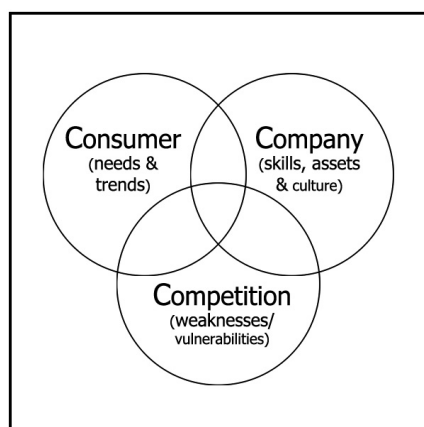 Consumer
(needs &
trends)
Company
(skills, assets
& culture)
Competition
(weaknesses/
vulnerabilities)